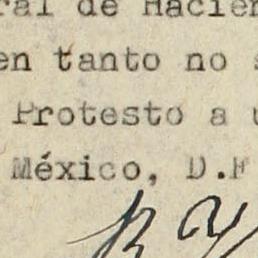 ral de Hacien
en tanto no s
Protesto a u
México, D.F